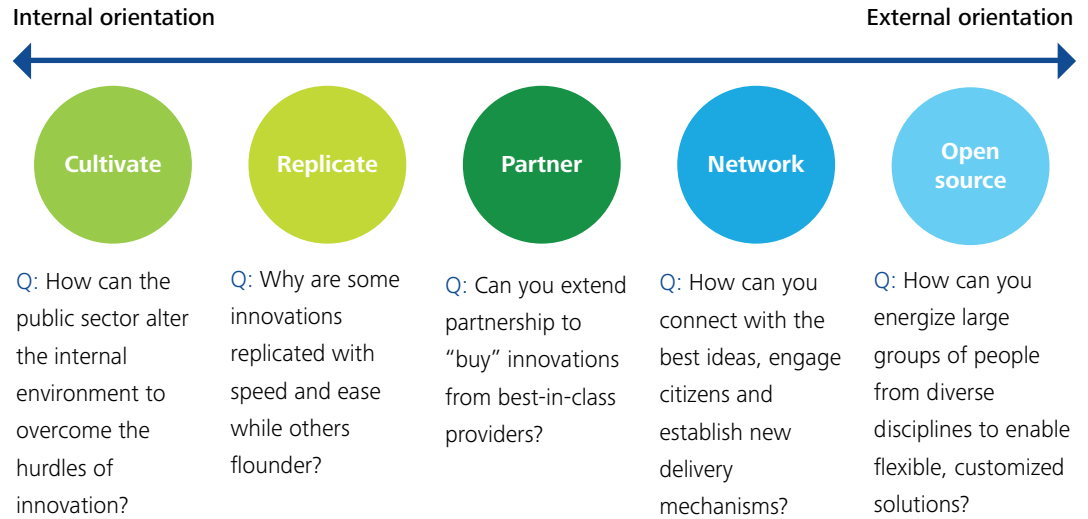 Internal orientation
External orientation
Cultivate
Replicate
Partner
Network
Open
source
Q: How can the
public sector alter
the internal
environment to
overcome the
hurdles of
innovation?
Q: Why are some
innovations
replicated with
speed and ease
while others
flounder?
Q: Can you extend
partnership to
“buy” innovations
from best-in-class
providers?
Q: How can you
connect with the
best ideas, engage
citizens and
establish new
delivery
mechanisms?
Q: How can you
energize large
groups of people
from diverse
disciplines to enable
flexible, customized
solutions?